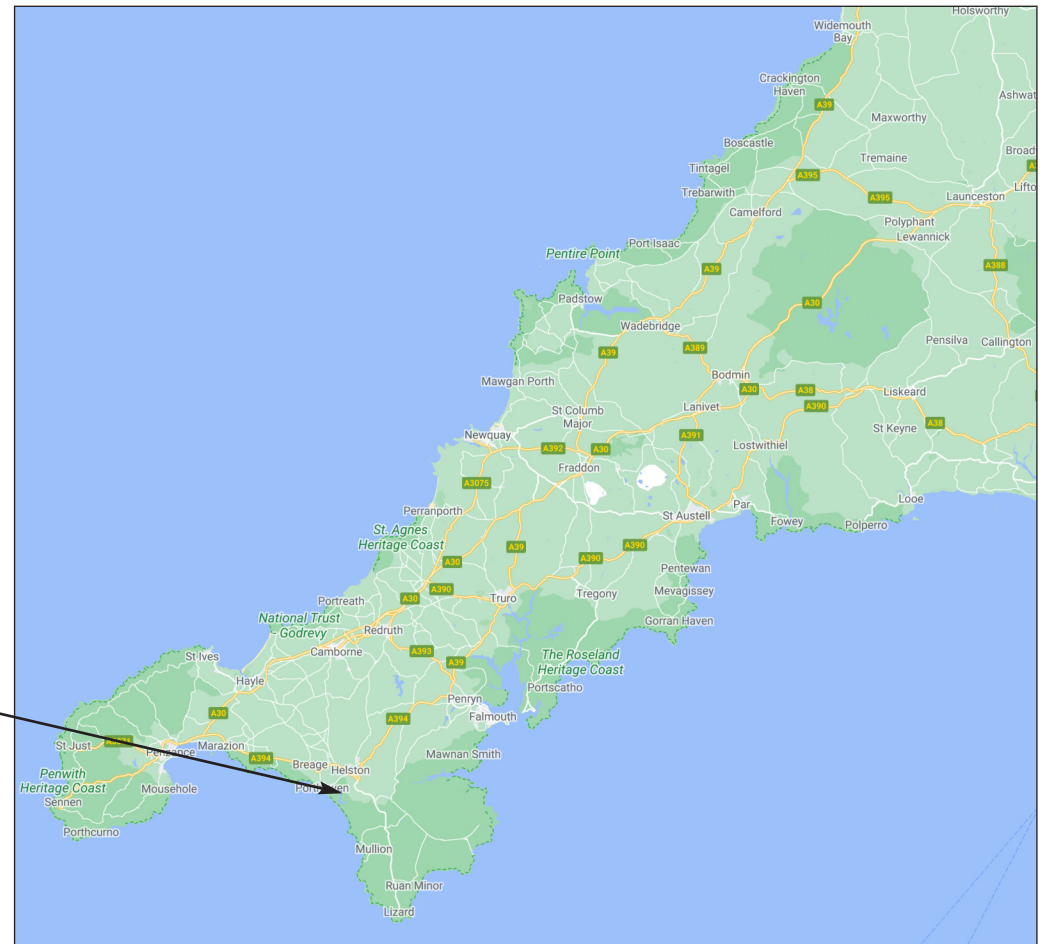 Holsworthy
Widemouth
Bay
Crackington
Haven
A39
Ashwat
Maxworthy
Boscastle
Tremaine
Broad
Tintagel
A395
Lifto
Trebarwith
A395
Launceston
Camelford
Polyphant
Lewannick
Port Isaac
Pentire Point
A39
A388
Padstow
A30
Wadebridge
Pensilva
Callington
A39
A389
Mawgan Porth
Bodmin
A30
A38
Liskeard
St Columb
Major
Lanivet
A390
St Keyne
A38
Newquay
A392
A30
A391
Lostwithiel
Fraddon
A3075
Perranporth
St Austell
Par
Looe
Fowey
Polperro
St. Agnes
Heritage Coast
A39
A390
A390
A30
Pentewan
A390
Tregony
Mevagissey
Portreath
A30
Truro
National Trust
- Godrevy
Redruth
Gorran Haven
Camborne
A393
A39
The Roseland
Heritage Coast
St Ives
Hayle
Portscatho
Penryn
A30
A394
Falmouth
St Just
Penzance
Marazion
A394
Mawnan Smith
Breage
Helston
Penwith
Heritage Coast
Mousehole
Porthleven
Sennen
Porthcurno
Mullion
Ruan Minor
Lizard